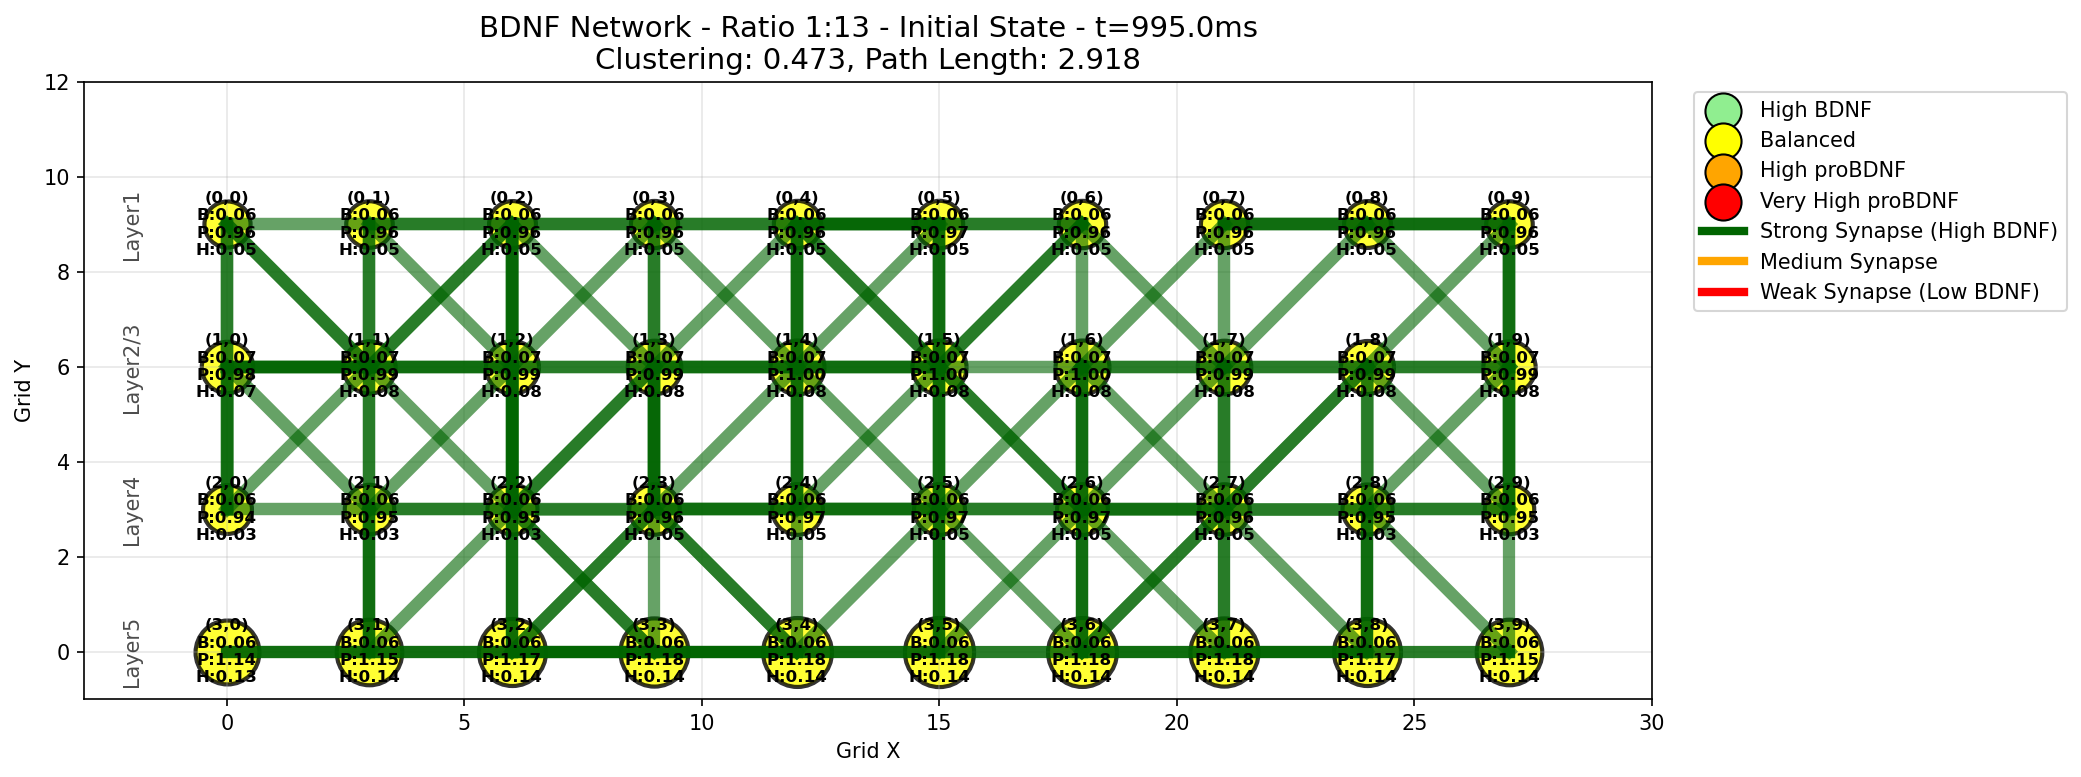 BDNF Network - Ratio 1:13 - Initial State - t=995.0ms
Clustering: 0.473, Path Length: 2.918
12
10
8
6
4
2
0
Grid Y
Layer1
Layer2/3
Layer4
Layer5
(0,0) (0,1) (0,2) (0,3) (0,4) (0,5) (0,6) (0,7) (0,8) (0,9)
B:0.06 B:0.06 B:0.06 B:0.06 B:0.06 B:0.06 B:0.06 B:0.06 B:0.06 B:0.06
P:0.96 P:0.96 P:0.96 P:0.96 P:0.96 P:0.97 P:0.96 P:0.96 P:0.96 P:0.96
H:0.05 H:0.05 H:0.05 H:0.05 H:0.05 H:0.05 H:0.05 H:0.05 H:0.05 H:0.05
(1,0) (1,1) (1,2) (1,3) (1,4) (1,5) (1,6) (1,7) (1,8) (1,9)
B:0.07 B:0.07 B:0.07 B:0.07 B:0.07 B:0.07 B:0.07 B:0.07 B:0.07 B:0.07
P:0.98 P:0.99 P:0.99 P:0.99 P:1.00 P:1.00 P:1.00 P:0.99 P:0.99 P:0.99
H:0.07 H:0.08 H:0.08 H:0.08 H:0.08 H:0.08 H:0.08 H:0.08 H:0.08 H:0.08
(2,0) (2,1) (2,2) (2,3) (2,4) (2,5) (2,6) (2,7) (2,8) (2,9)
B:0.06 B:0.06 B:0.06 B:0.06 B:0.06 B:0.06 B:0.06 B:0.06 B:0.06 B:0.06
P:0.94 P:0.95 P:0.95 P:0.96 P:0.97 P:0.97 P:0.97 P:0.96 P:0.95 P:0.95
H:0.03 H:0.03 H:0.03 H:0.05 H:0.05 H:0.05 H:0.05 H:0.05 H:0.03 H:0.03
(3,0) (3,1) (3,2) (3,3) (3,4) (3,5) (3,6) (3,7) (3,8) (3,9)
B:0.06 B:0.06 B:0.06 B:0.06 B:0.06 B:0.06 B:0.06 B:0.06 B:0.06 B:0.06
P:1.14 P:1.15 P:1.17 P:1.18 P:1.18 P:1.18 P:1.18 P:1.18 P:1.17 P:1.15
H:0.13 H:0.14 H:0.14 H:0.14 H:0.14 H:0.14 H:0.14 H:0.14 H:0.14 H:0.14
0 5 10 15 20 25 30
Grid X
High BDNF
Balanced
High proBDNF
Very High proBDNF
Strong Synapse (High BDNF)
Medium Synapse
Weak Synapse (Low BDNF)